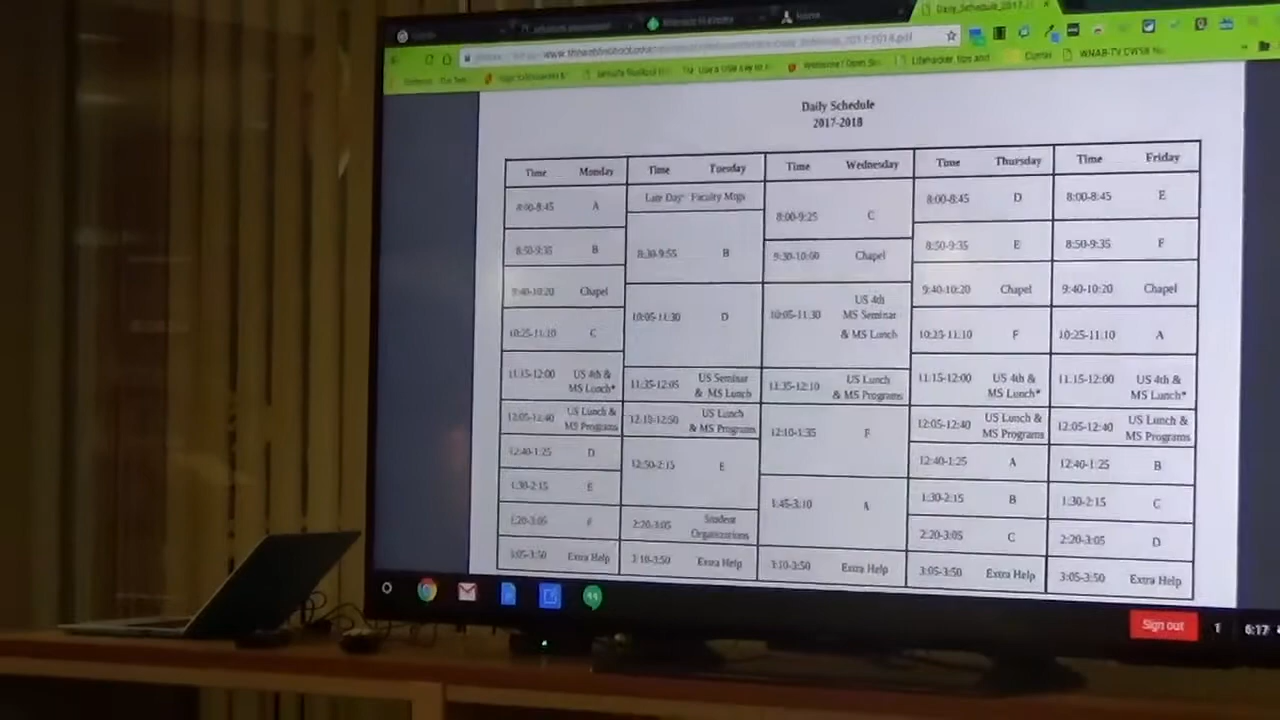 Daily_Schedule_2017-1
WNAB-TV CW58 Na
Daily Schedule
2017-2018
Time Monday Time Tuesday Time Wednesday Time Thursday Time Friday
8:00-8:45 A
Late Day Faculty Mtgs
8:00-9:25 C
8:00-8:45 D
8:00-8:45 E
8:50-9:35 B
8:30-9:55 B
9:30-10:00 Chapel
8:50-9:35 E
8:50-9:35 F
9:40-10:20 Chapel
10:05-11:30 D
10:05-11:30 US 4th
MS Seminar
& MS Lunch
9:40-10:20 Chapel
9:40-10:20 Chapel
10:25-11:10 C
10:25-11:10 F
10:25-11:10 A
11:15-12:00 US 4th &
MS Lunch*
11:35-12:05 US Seminar
& MS Lunch
11:35-12:10 US Lunch
& MS Programs
11:15-12:00 US 4th &
MS Lunch*
11:15-12:00 US 4th &
MS Lunch*
12:05-12:40 US Lunch &
MS Programs
12:10-12:50 US Lunch
& MS Programs
12:10-1:35 F
12:05-12:40 US Lunch &
MS Programs
12:05-12:40 US Lunch &
MS Programs
12:40-1:25 D
12:50-2:15 E
12:40-1:25 A
12:40-1:25 B
1:30-2:15 E
1:45-3:10 A
1:30-2:15 B
1:30-2:15 C
F
2:20-3:05 Student
Organizations
2:20-3:05 C
2:20-3:05 D
3:05-3:50 Extra Help
3:10-3:50 Extra Help
3:10-3:50 Extra Help
3:05-3:50 Extra Help
3:05-3:50 Extra Help
Sign out 1 6:17